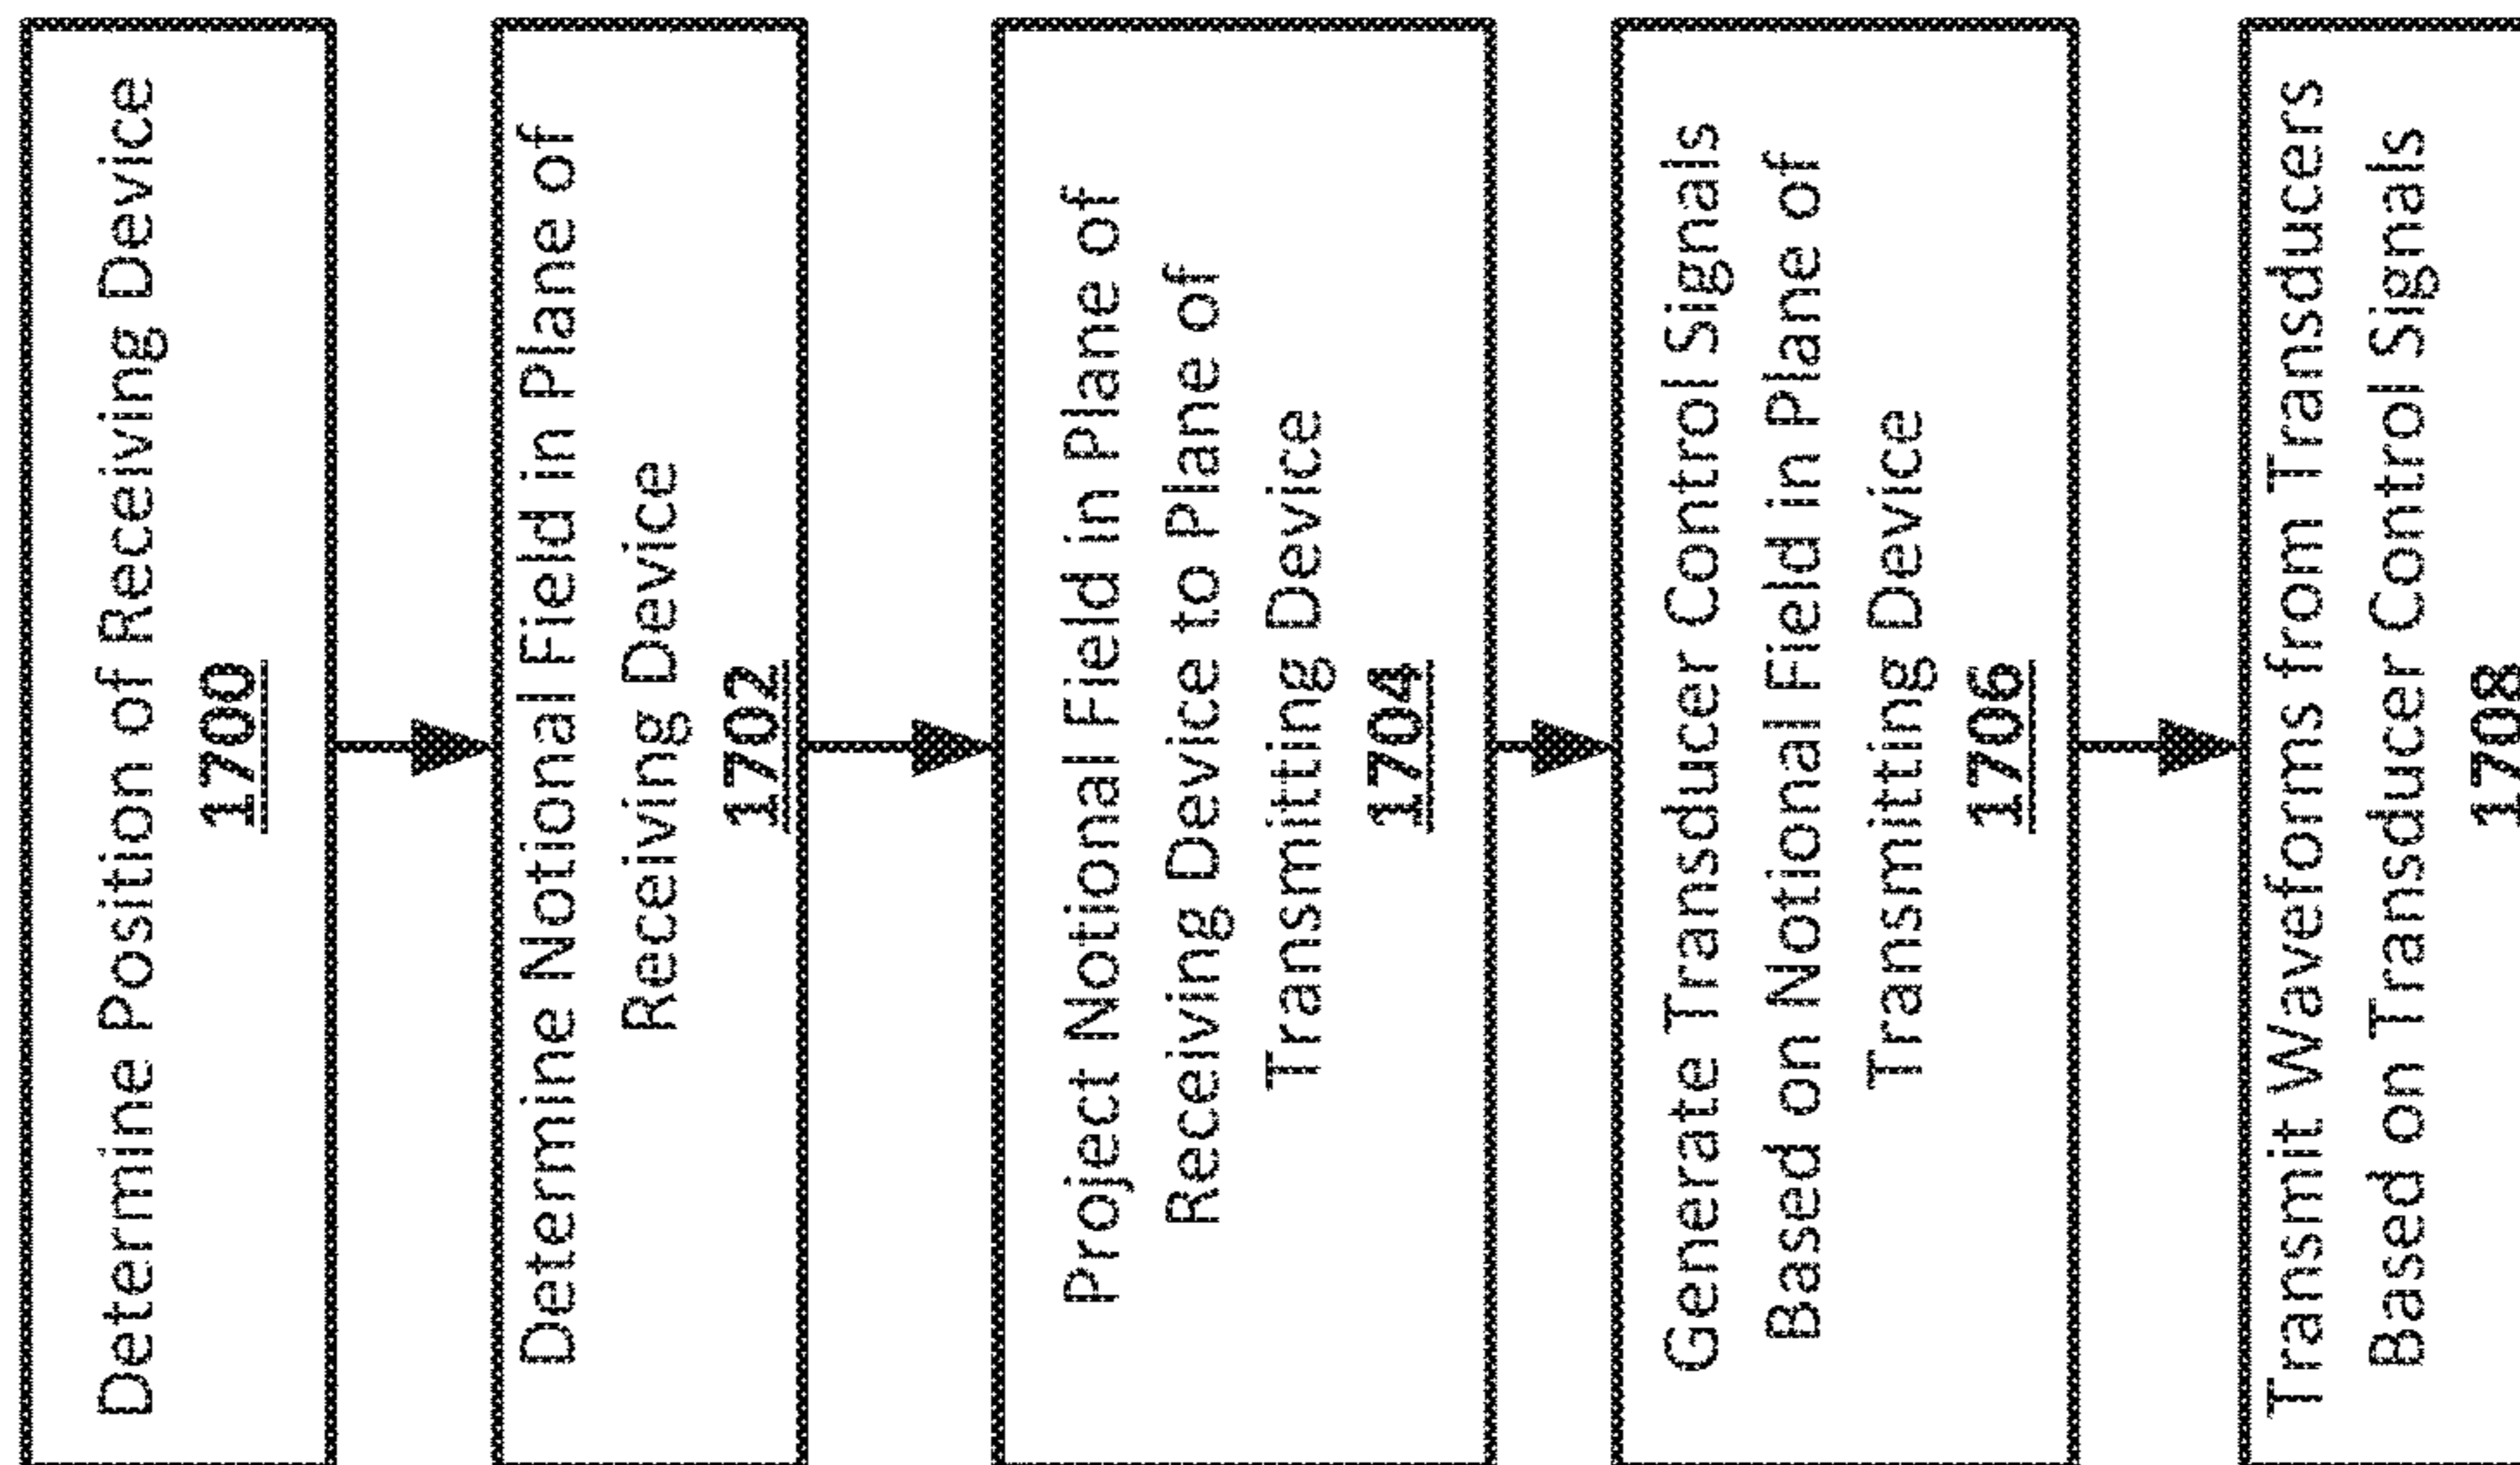 Determine Position of Receiving Device
1700
Determine Notional Field in Plane of
Receiving Device
1702
Project Notional Field in Plane of
Receiving Device to Plane of
Transmitting Device
1704
Generate Transducer Control Signals
Based on Notional Field in Plane of
Transmitting Device
1706
Transmit Waveforms from Transducers
Based on Transducer Control Signals
1708